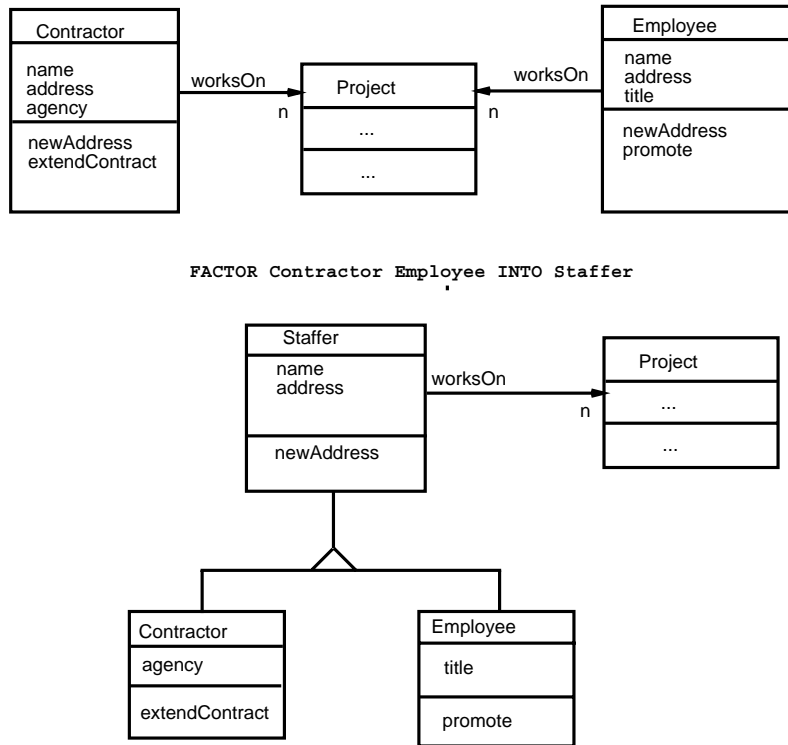 Contractor
name
address
agency
newAddress
extendContract
worksOn
n
Project
...
...
worksOn
n
Employee
name
address
title
newAddress
promote
FACTOR Contractor Employee INTO Staffer
Staffer
name
address
newAddress
worksOn
n
Project
...
...
Contractor
agency
extendContract
Employee
title
promote